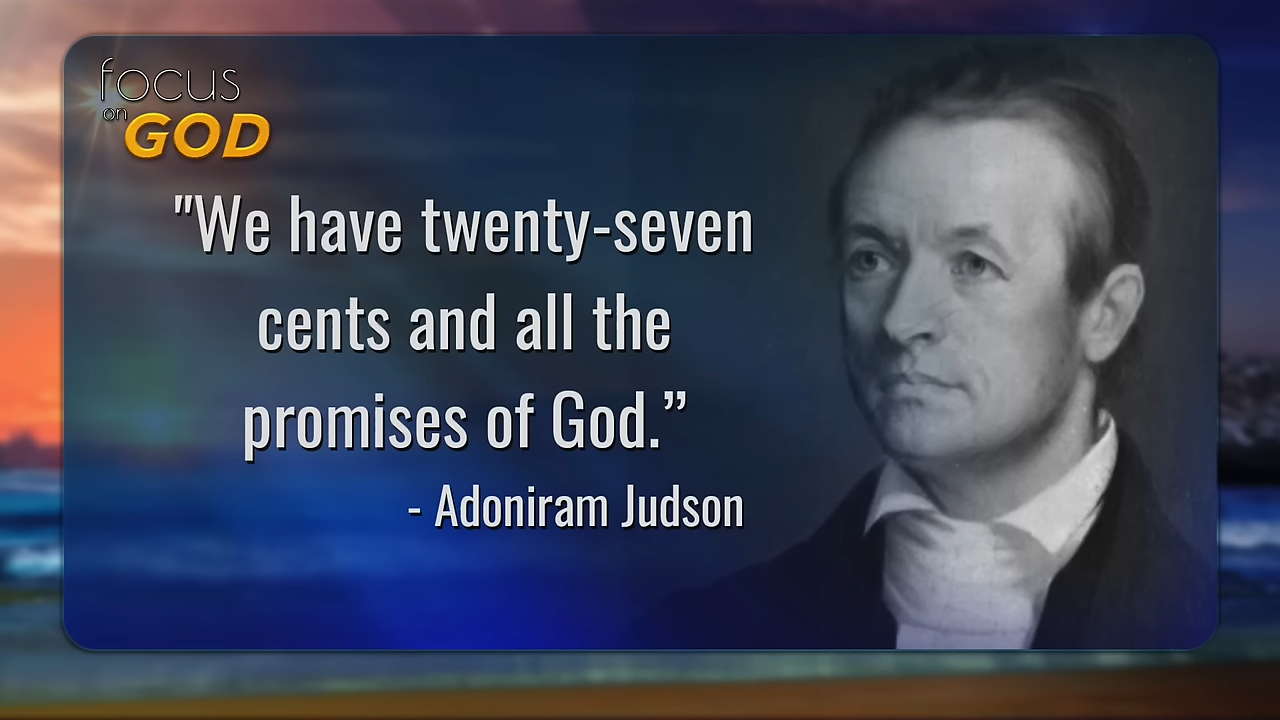 focus
on
GOD
"We have twenty-seven
cents and all the
promises of God.”
- Adoniram Judson